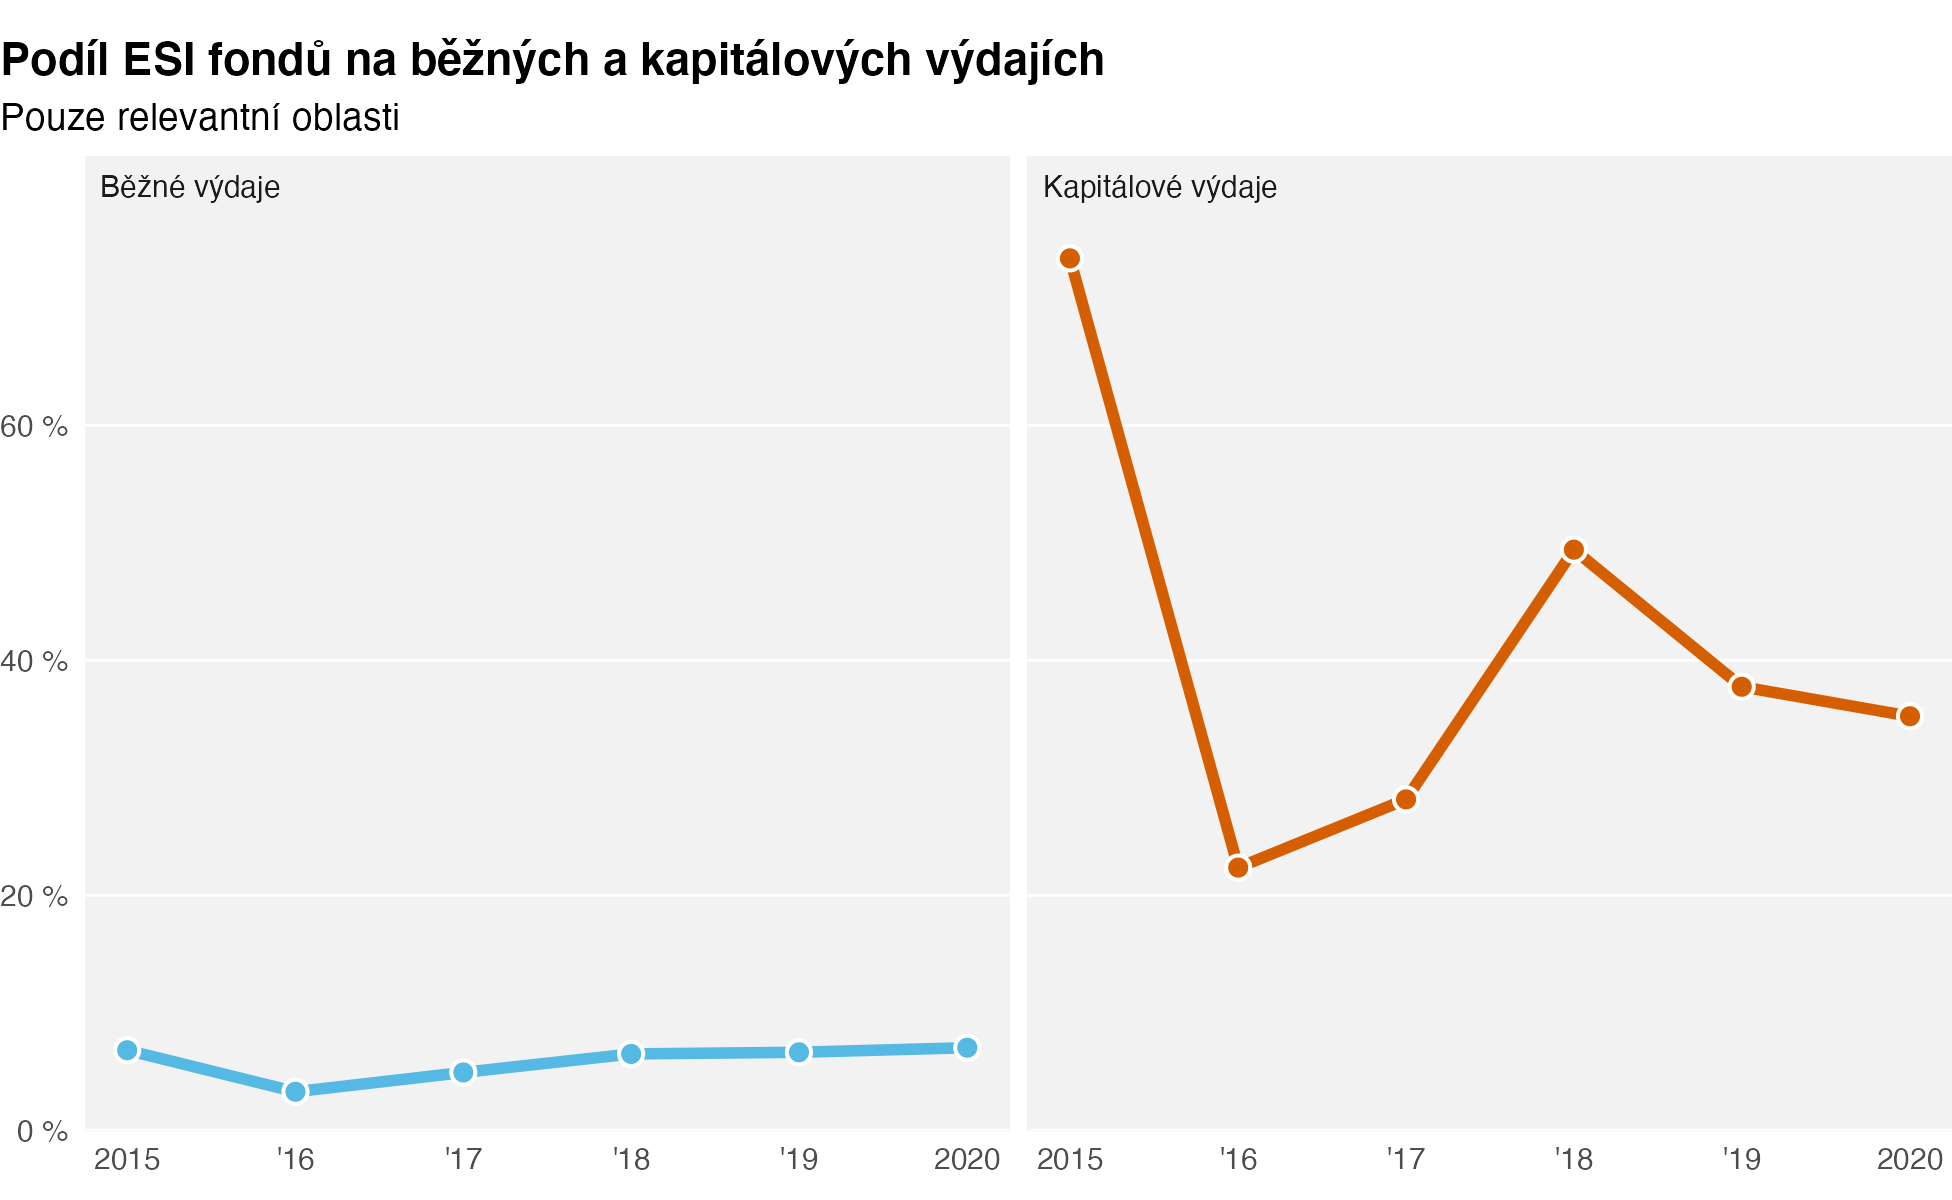 Podíl ESI fondů na běžných a kapitálových výdajích
Pouze relevantní oblasti
Běžné výdaje
Kapitálové výdaje
60 %
40 %
20 %
0 %
2015 '16 '17 '18 '19 2020
2015 '16 '17 '18 '19 2020